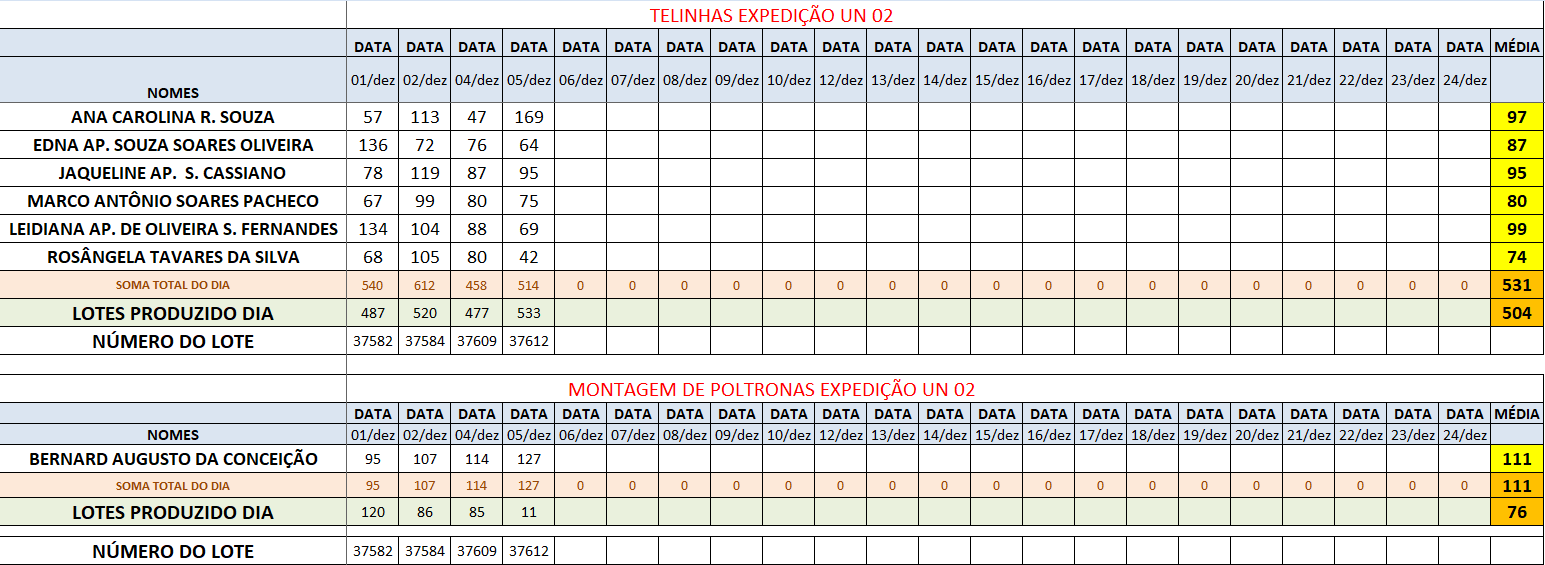 TELINHAS EXPEDIÇÃO UN 02
DATA DATA DATA DATA DATA DATA DATA DATA DATA DATA DATA DATA DATA DATA DATA DATA DATA DATA DATA DATA DATA DATA MÉDIA
NOMES 01/dez 02/dez 04/dez 05/dez 06/dez 07/dez 08/dez 09/dez 10/dez 12/dez 13/dez 14/dez 15/dez 16/dez 17/dez 18/dez 19/dez 20/dez 21/dez 22/dez 23/dez 24/dez
ANA CAROLINA R. SOUZA 57 113 47 169 97
EDNA AP. SOUZA SOARES OLIVEIRA 136 72 76 64 87
JAQUELINE AP. S. CASSIANO 78 119 87 95 95
MARCO ANTÔNIO SOARES PACHECO 67 99 80 75 80
LEIDIANA AP. DE OLIVEIRA S. FERNANDES 134 104 88 69 99
ROSÂNGELA TAVARES DA SILVA 68 105 80 42 74
SOMA TOTAL DO DIA 540 612 458 514 0 0 0 0 0 0 0 0 0 0 0 0 0 0 0 0 0 0 531
LOTES PRODUZIDO DIA 487 520 477 533 504
NÚMERO DO LOTE 37582 37584 37609 37612
MONTAGEM DE POLTRONAS EXPEDIÇÃO UN 02
DATA DATA DATA DATA DATA DATA DATA DATA DATA DATA DATA DATA DATA DATA DATA DATA DATA DATA DATA DATA DATA DATA MÉDIA
NOMES 01/dez 02/dez 04/dez 05/dez 06/dez 07/dez 08/dez 09/dez 10/dez 12/dez 13/dez 14/dez 15/dez 16/dez 17/dez 18/dez 19/dez 20/dez 21/dez 22/dez 23/dez 24/dez
BERNARD AUGUSTO DA CONCEIÇÃO 95 107 114 127 111
SOMA TOTAL DO DIA 95 107 114 127 0 0 0 0 0 0 0 0 0 0 0 0 0 0 0 0 0 0 111
LOTES PRODUZIDO DIA 120 86 85 11 76
NÚMERO DO LOTE 37582 37584 37609 37612